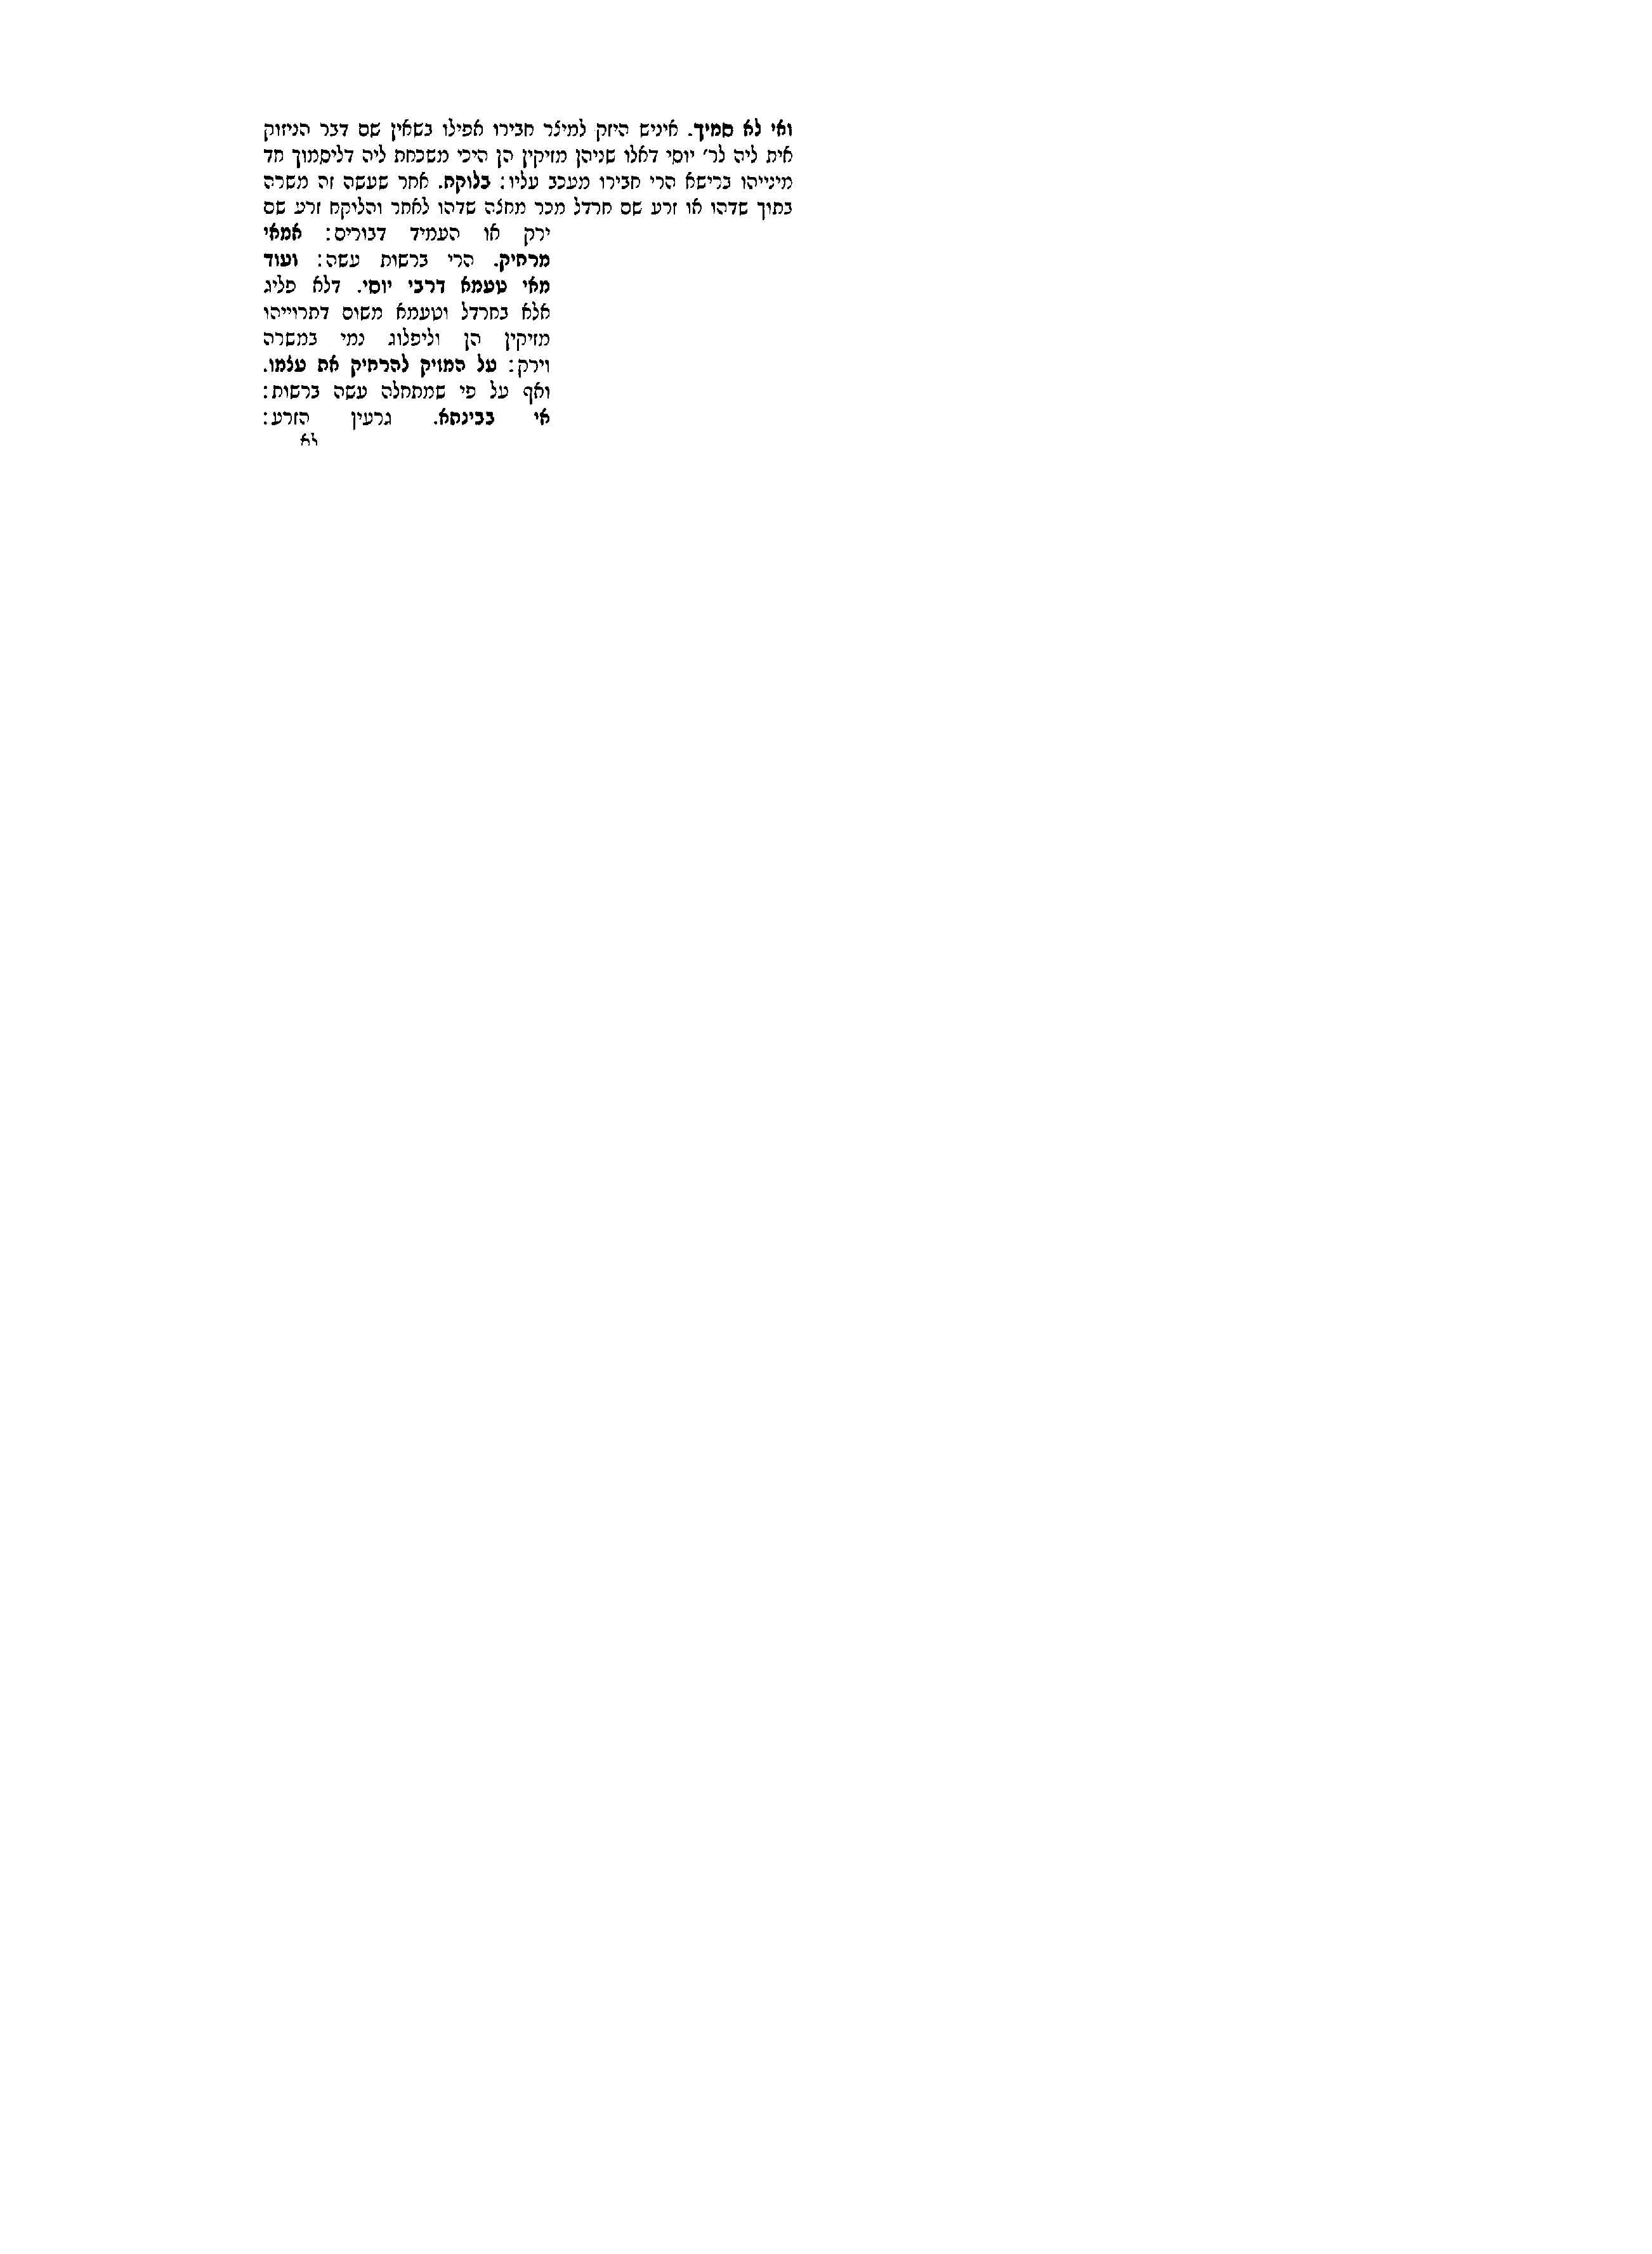 ואי לא סמיך. איניש היזק למיצר חבירו אפילו בשאין שם דבר הניזוק
אית ליה לר׳ יוסי דאלו שניהן מזיקין הן היכי משכחת ליה דליסמוך חד
מינייהו ברישא הרי חבירו מעכב עליו: בלוקח. אחר שעשה זה משרה
בתוך שדהו או זרע שם חרדל מכר מחצה שדהו לאחר והלוקח זרע שם
ירק או העמיד דבורים: אמאי
מרחיק. הרי ברשות עשה: ועוד
מאי טעמא דרבי יוסי. דלא פליג
אלא בחרדל וטעמא משום דתרוייהו
מזיקין הן וליפלוג נמי במשרה
וירק: על המזיק להרחיק את עצמו.
ואף על פי שמתחלה עשה ברשות:
אי בבינתא. גרעין הזרע:
לא